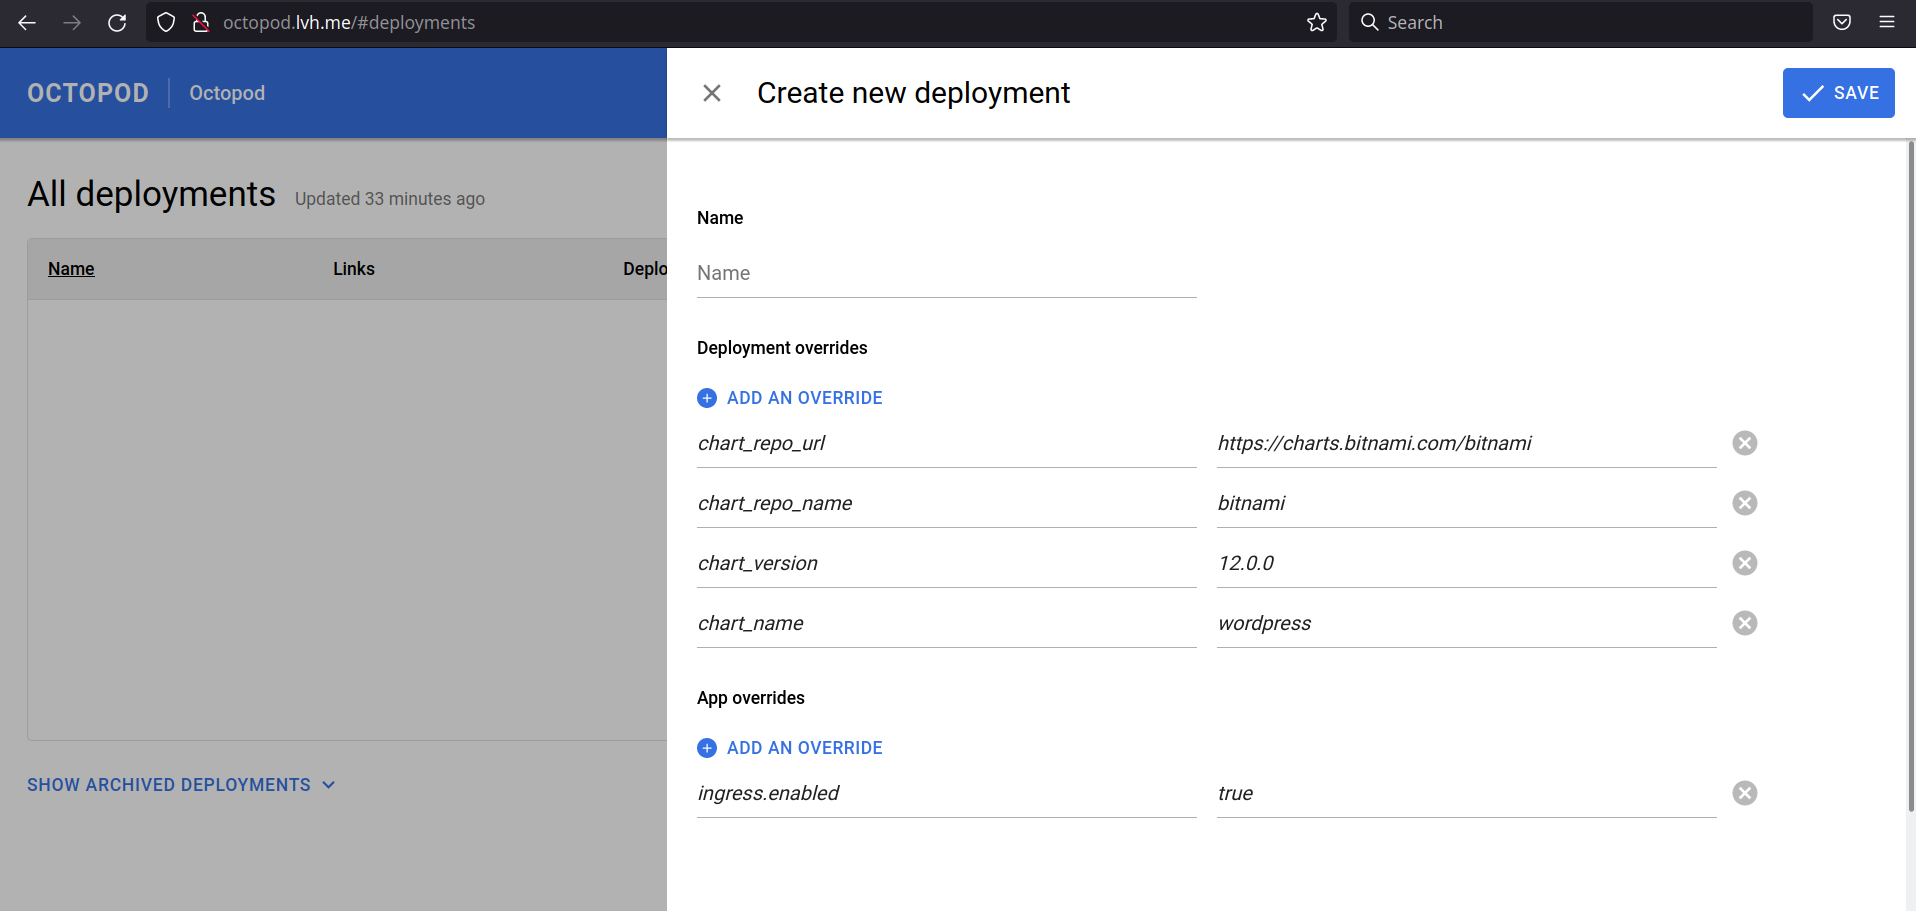 octopod.lvh.me/#deployments
Search
OCTOPOD Octopod
Create new deployment
SAVE
All deployments Updated 33 minutes ago
Name Links Deplo
SHOW ARCHIVED DEPLOYMENTS
Name
Name
Deployment overrides
ADD AN OVERRIDE
chart_repo_url https://charts.bitnami.com/bitnami
chart_repo_name bitnami
chart_version 12.0.0
chart_name wordpress
App overrides
ADD AN OVERRIDE
ingress.enabled true